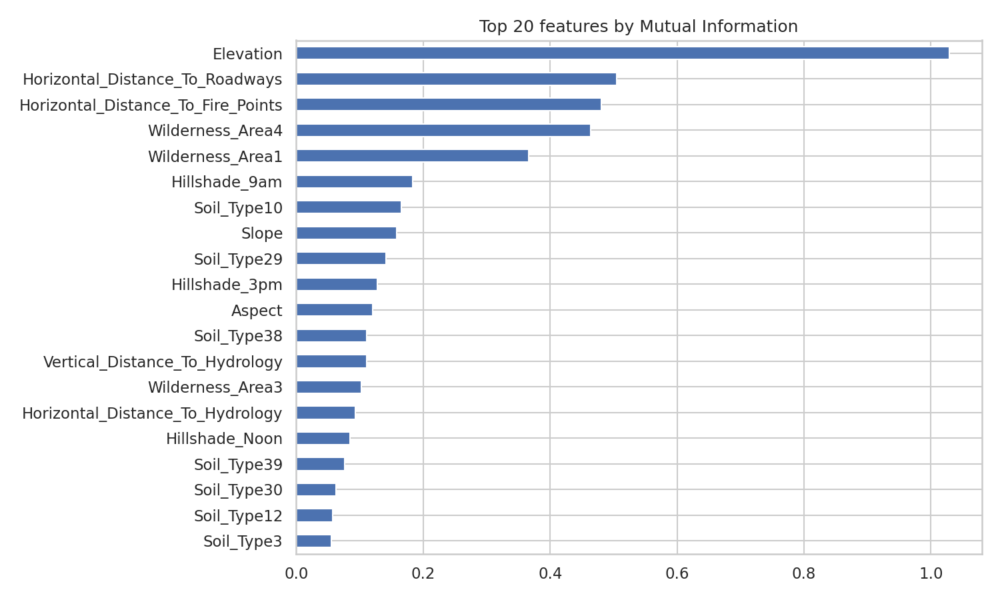 Top 20 features by Mutual Information
Elevation
Horizontal_Distance_To_Roadways
Horizontal_Distance_To_Fire_Points
Wilderness_Area4
Wilderness_Area1
Hillshade_9am
Soil_Type10
Slope
Soil_Type29
Hillshade_3pm
Aspect
Soil_Type38
Vertical_Distance_To_Hydrology
Wilderness_Area3
Horizontal_Distance_To_Hydrology
Hillshade_Noon
Soil_Type39
Soil_Type30
Soil_Type12
Soil_Type3
0.0 0.2 0.4 0.6 0.8 1.0